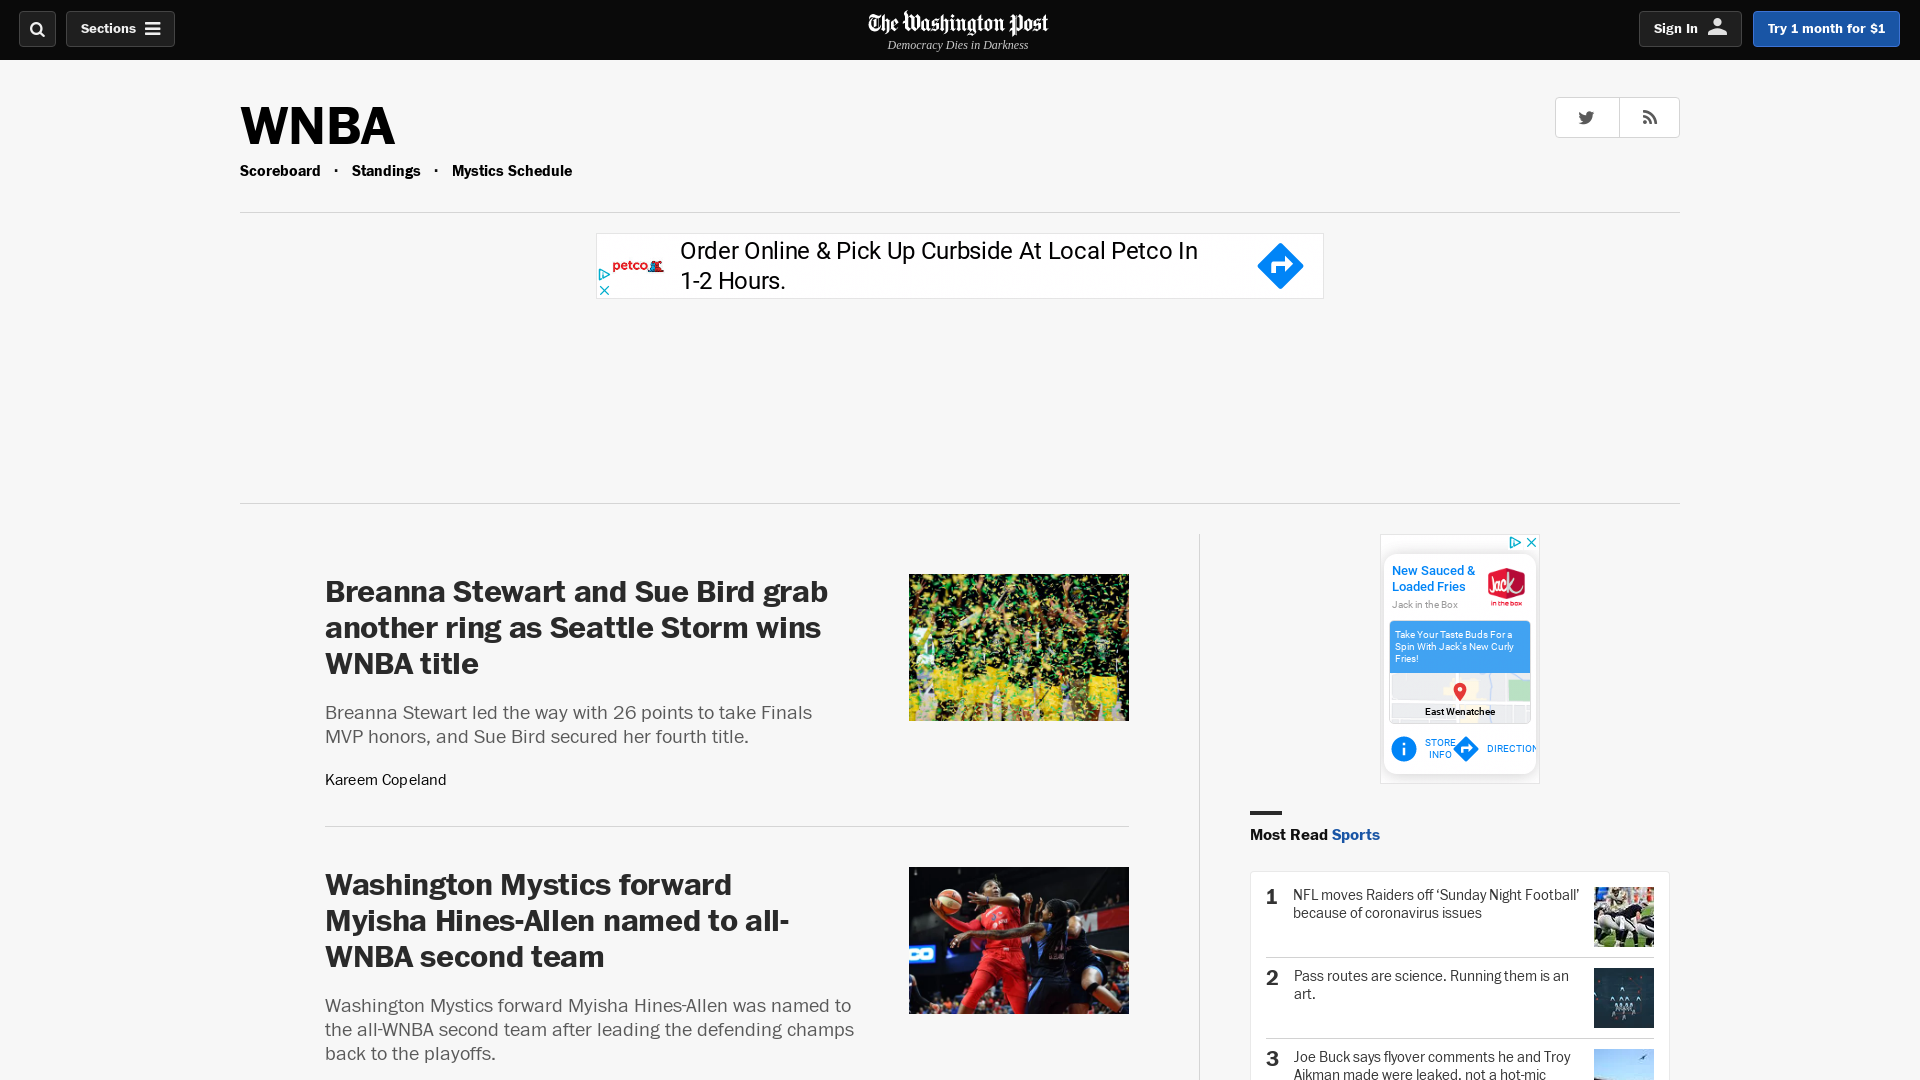 Sections
The Washington Post
Democracy Dies in Darkness
Sign In
Try 1 month for $1
WNBA
Scoreboard · Standings · Mystics Schedule
petco
Order Online & Pick Up Curbside At Local Petco In
1-2 Hours.
Breanna Stewart and Sue Bird grab
another ring as Seattle Storm wins
WNBA title
Breanna Stewart led the way with 26 points to take Finals
MVP honors, and Sue Bird secured her fourth title.
Kareem Copeland
Washington Mystics forward
Myisha Hines-Allen named to all-
WNBA second team
Washington Mystics forward Myisha Hines-Allen was named to
the all-WNBA second team after leading the defending champs
back to the playoffs.
New Sauced &
Loaded Fries
Jack in the Box
Jack
in the box
Take Your Taste Buds For a
Spin With Jack's New Curly
Fries!
East Wenatchee
STORE
INFO
DIRECTION
Most Read Sports
1 NFL moves Raiders off ‘Sunday Night Football’
because of coronavirus issues
2 Pass routes are science. Running them is an
art.
3 Joe Buck says flyover comments he and Troy
Aikman made were leaked, not a hot-mic